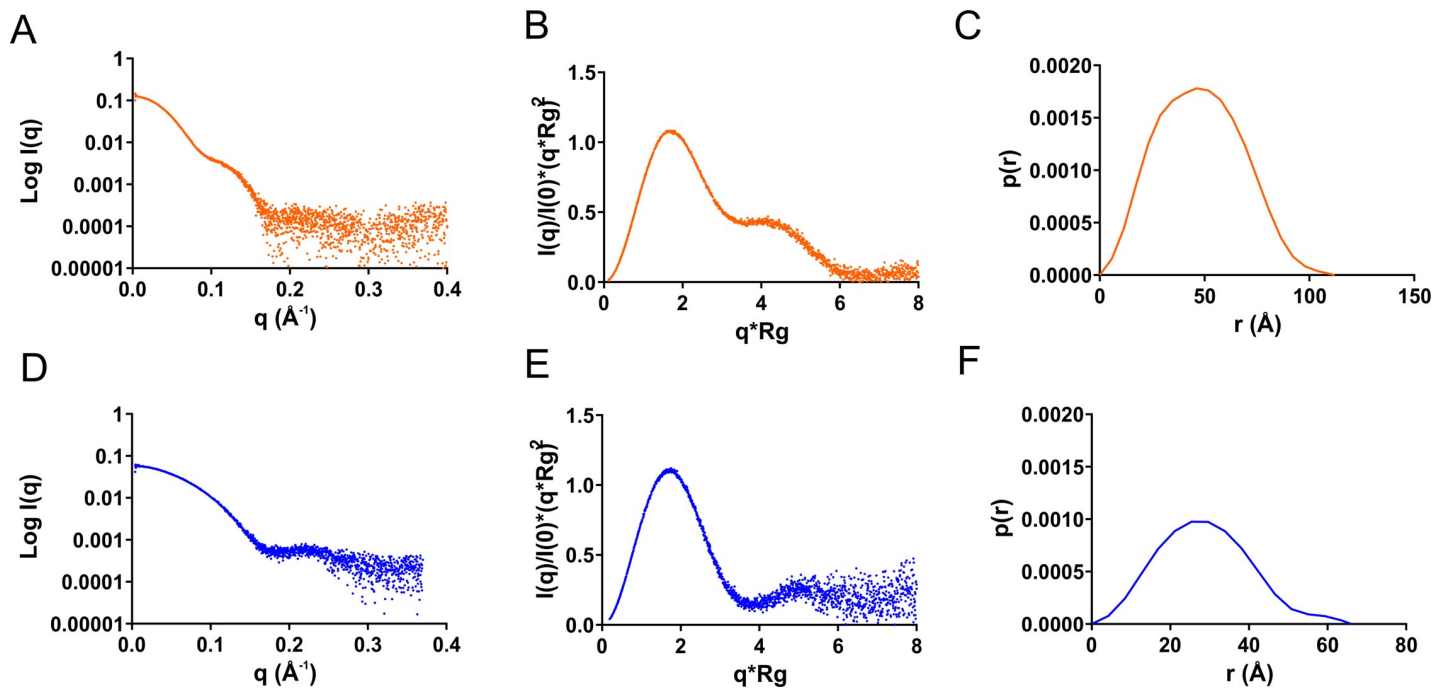 A
Log I(q)
1
0.1
0.01
0.001
0.0001
0.00001
0.0 0.1 0.2 0.3 0.4
q (Å-1)
B
I(q)/I(0)*(q*Rg)2
1.5
1.0
0.5
0.0
0 2 4 6 8
q*Rg
C
p(r)
0.0020
0.0015
0.0010
0.0005
0.0000
0 50 100 150
r (Å)
D
Log I(q)
1
0.1
0.01
0.001
0.0001
0.00001
0.0 0.1 0.2 0.3 0.4
q (Å-1)
E
I(q)/I(0)*(q*Rg)2
1.5
1.0
0.5
0.0
0 2 4 6 8
q*Rg
F
p(r)
0.0020
0.0015
0.0010
0.0005
0.0000
0 20 40 60 80
r (Å)